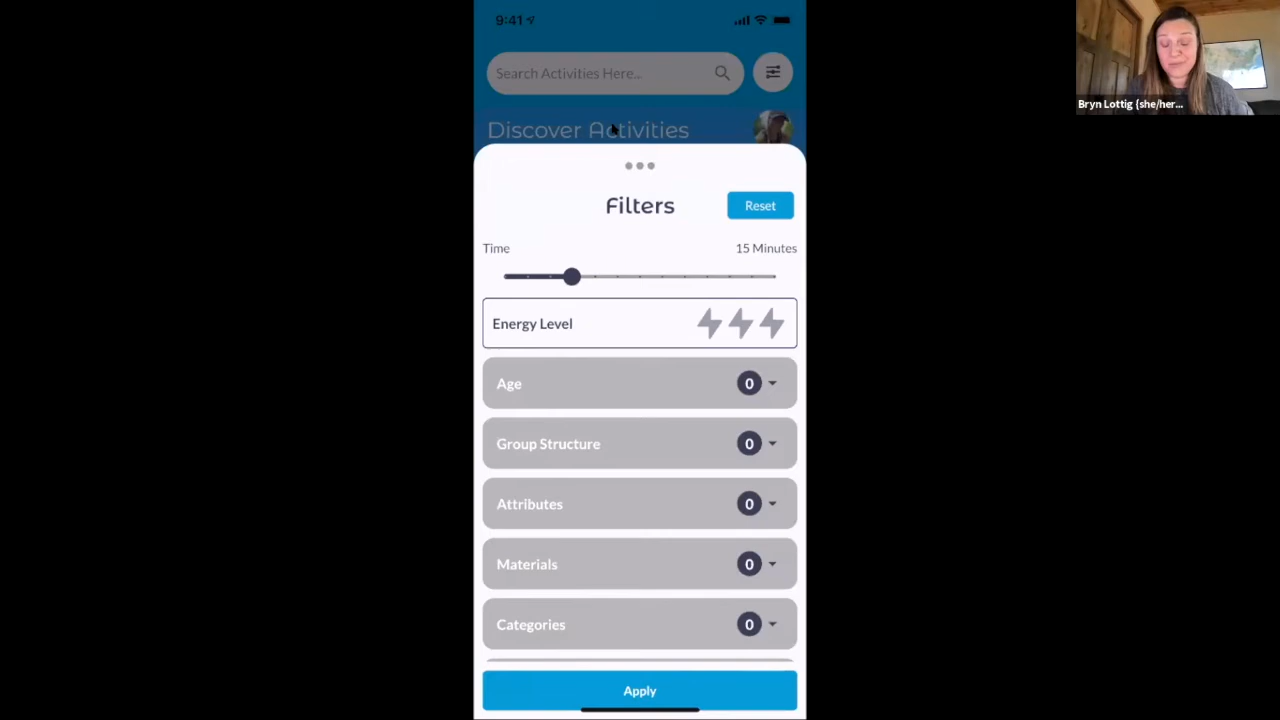 9:41
Search Activities Here...
Discover Activities
Filters
Reset
Time
15 Minutes
Energy Level
Age
0
Group Structure
0
Attributes
0
Materials
0
Categories
0
Apply
Bryn Lottig {she/her...